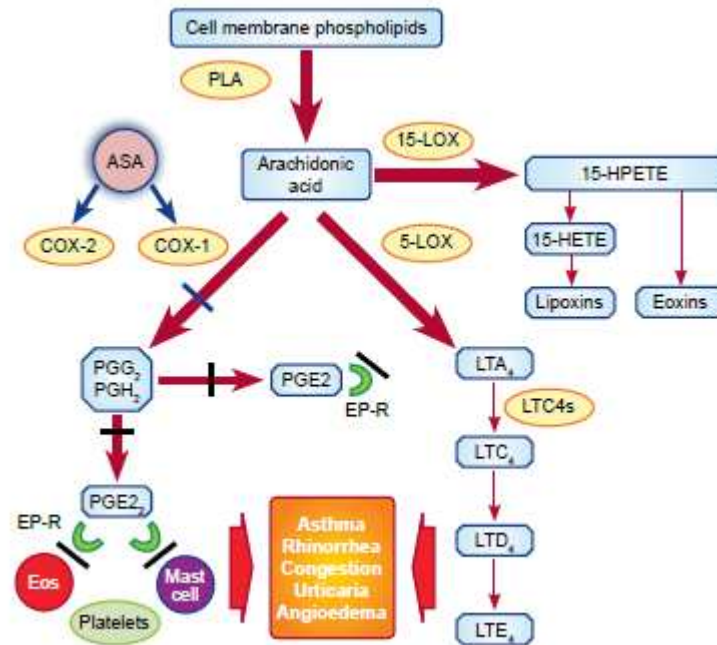 Cell membrane phospholipids
PLA
15-LOX
ASA
Arachidonic
acid
15-HPETE
COX-2
COX-1
5-LOX
15-HETE
Lipoxins
Eoxins
PGG₂
PGH₂
PGE2
EP-R
LTA₄
LTC4s
LTC₄
PGE2₂
EP-R
Eos
Mast
cell
Platelets
Asthma
Rhinorrhea
Congestion
Urticaria
Angioedema
LTD₄
LTE₄